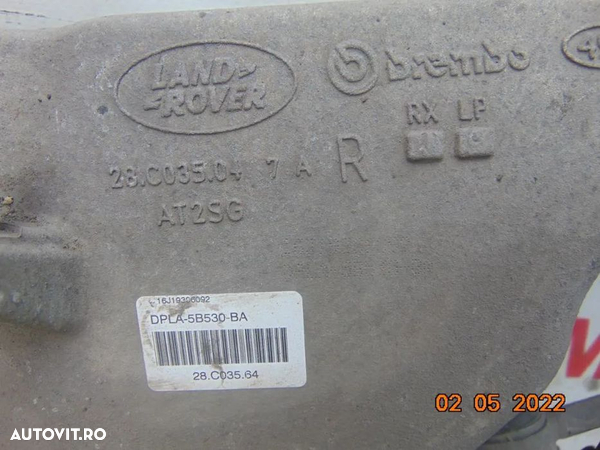 LAND
ROVER
brembo
RX LP
28.C035.04 7 A R
AT2SG
DPLA-5B530-BA
28.C035.64
02 05 2022
AUTOVIT.RO